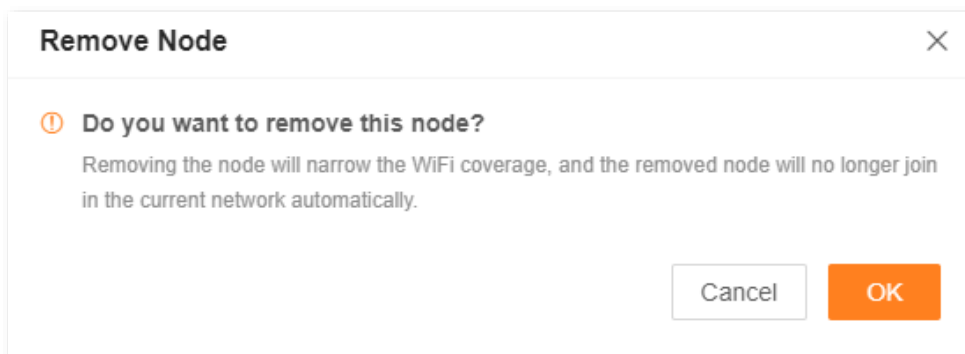 Remove Node
Do you want to remove this node?
Removing the node will narrow the WiFi coverage, and the removed node will no longer join
in the current network automatically.
Cancel
OK